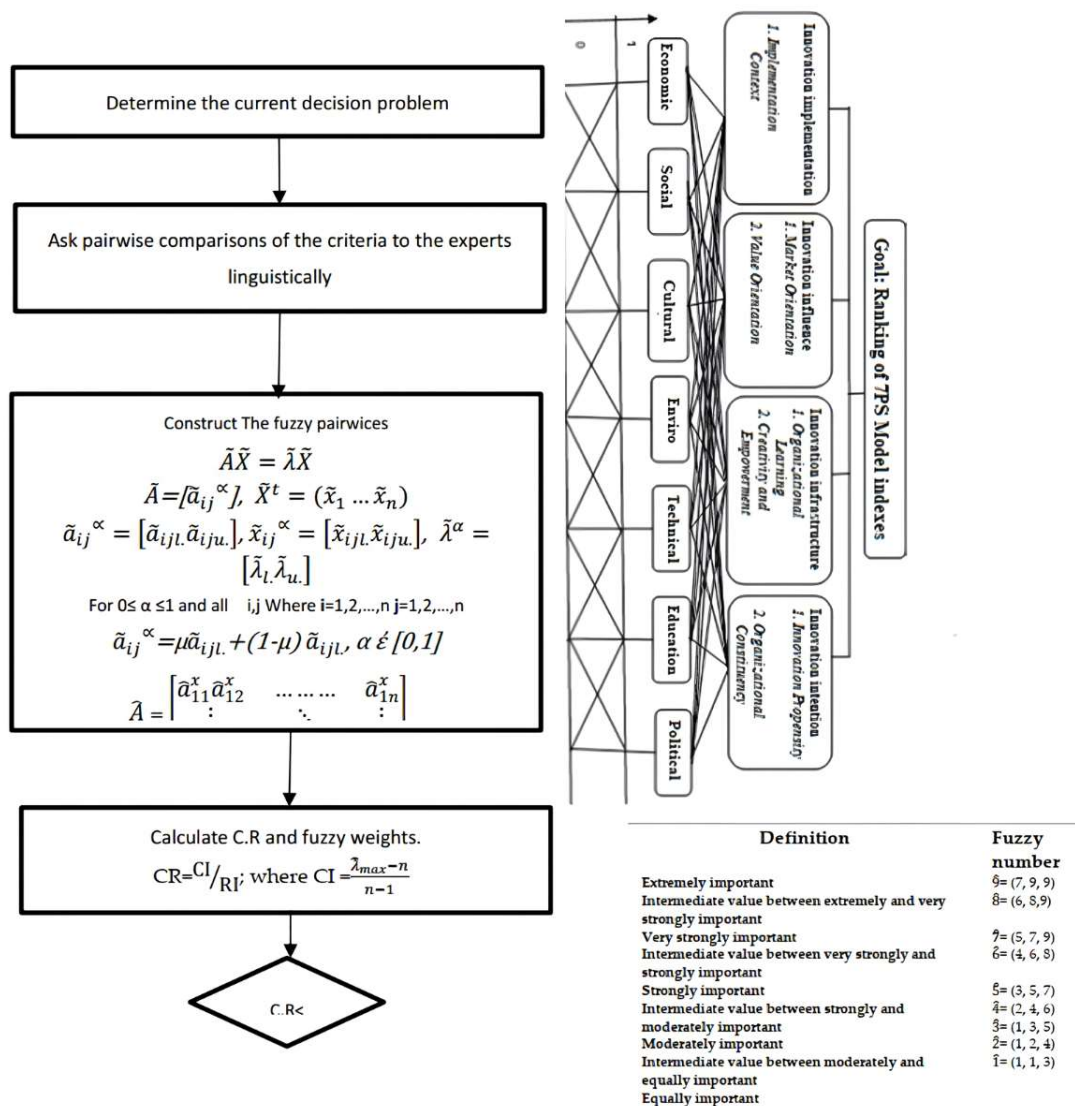 Determine the current decision problem
Ask pairwise comparisons of the criteria to the experts
linguistically
Construct The fuzzy pairwices
ÃX̃ = λ̃X̃
Ã=[ã_ij^∝], X̃^t = (x̃_1 … x̃_n)
ã_ij^∝ = [ã_ijl. ã_iju.], x̃_ij^∝ = [x̃_ijl. x̃_iju.], λ̃^α =
[λ̃_l. λ̃_u.]
For 0≤ α ≤1 and all i,j Where i=1,2,…,n j=1,2,…,n
ã_ij^∝=μã_ijl.+(1-μ) ã_ijl., α έ[0,1]
Â = [â_11^x â_12^x … … … â_1n^x
⋮ ⋱ ⋮]
Calculate C.R and fuzzy weights.
CR=CI/RI; where CI =(λ̂_max−n)/(n−1)
C.R<
Goal: Ranking of 7PS Model indexes
Innovation implementation
1. Implementation
Context
Innovation influence
1. Market Orientation
2. Value Orientation
Innovation infrastructure
1. Organizational
Learning
2. Creativity and
Empowerment
Innovation intention
1. Innovation Propensity
2. Organizational
Constituency
Economic
Social
Cultural
Enviro
Technical
Education
Political
1
0
Definition Fuzzy
number
Extremely important 9̂= (7, 9, 9)
Intermediate value between extremely and very 8̂= (6, 8,9)
strongly important
Very strongly important 7̂= (5, 7, 9)
Intermediate value between very strongly and 6̂= (4, 6, 8)
strongly important
Strongly important 5̂= (3, 5, 7)
Intermediate value between strongly and 4̂= (2, 4, 6)
moderately important 3̂= (1, 3, 5)
Moderately important 2̂= (1, 2, 4)
Intermediate value between moderately and 1̂= (1, 1, 3)
equally important
Equally important